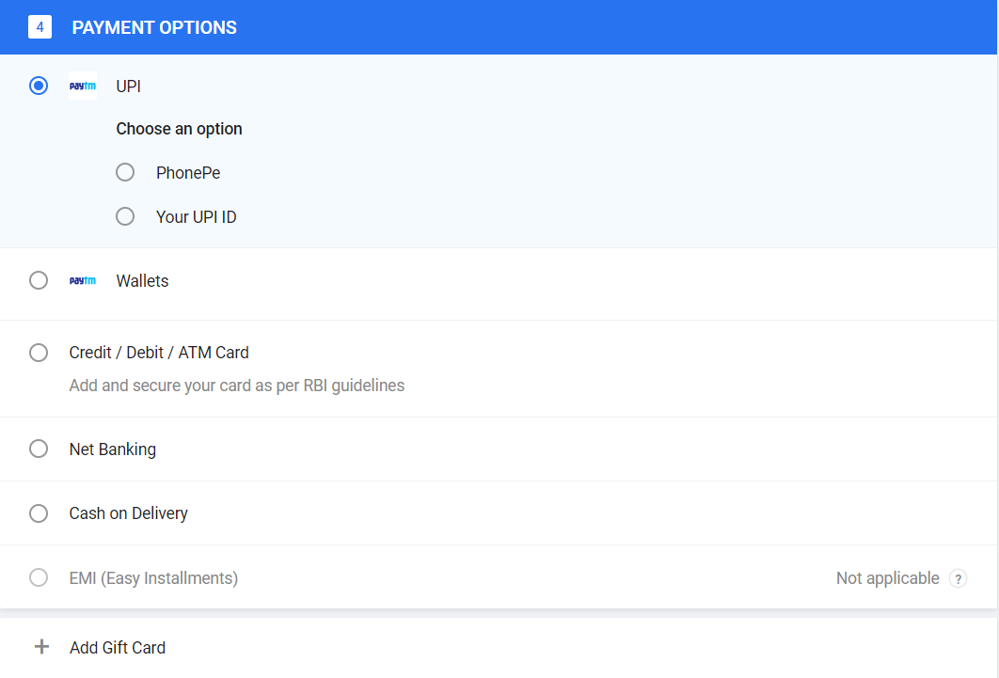 4 PAYMENT OPTIONS
paytm UPI
Choose an option
PhonePe
Your UPI ID
paytm Wallets
Credit / Debit / ATM Card
Add and secure your card as per RBI guidelines
Net Banking
Cash on Delivery
EMI (Easy Installments) Not applicable ?
+ Add Gift Card